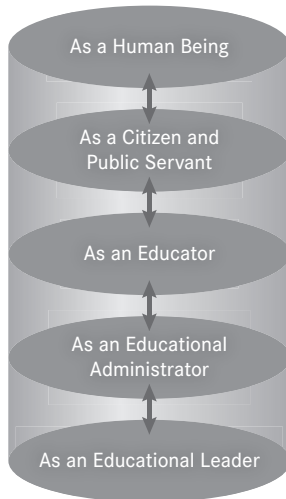 As a Human Being
As a Citizen and
Public Servant
As an Educator
As an Educational
Administrator
As an Educational Leader